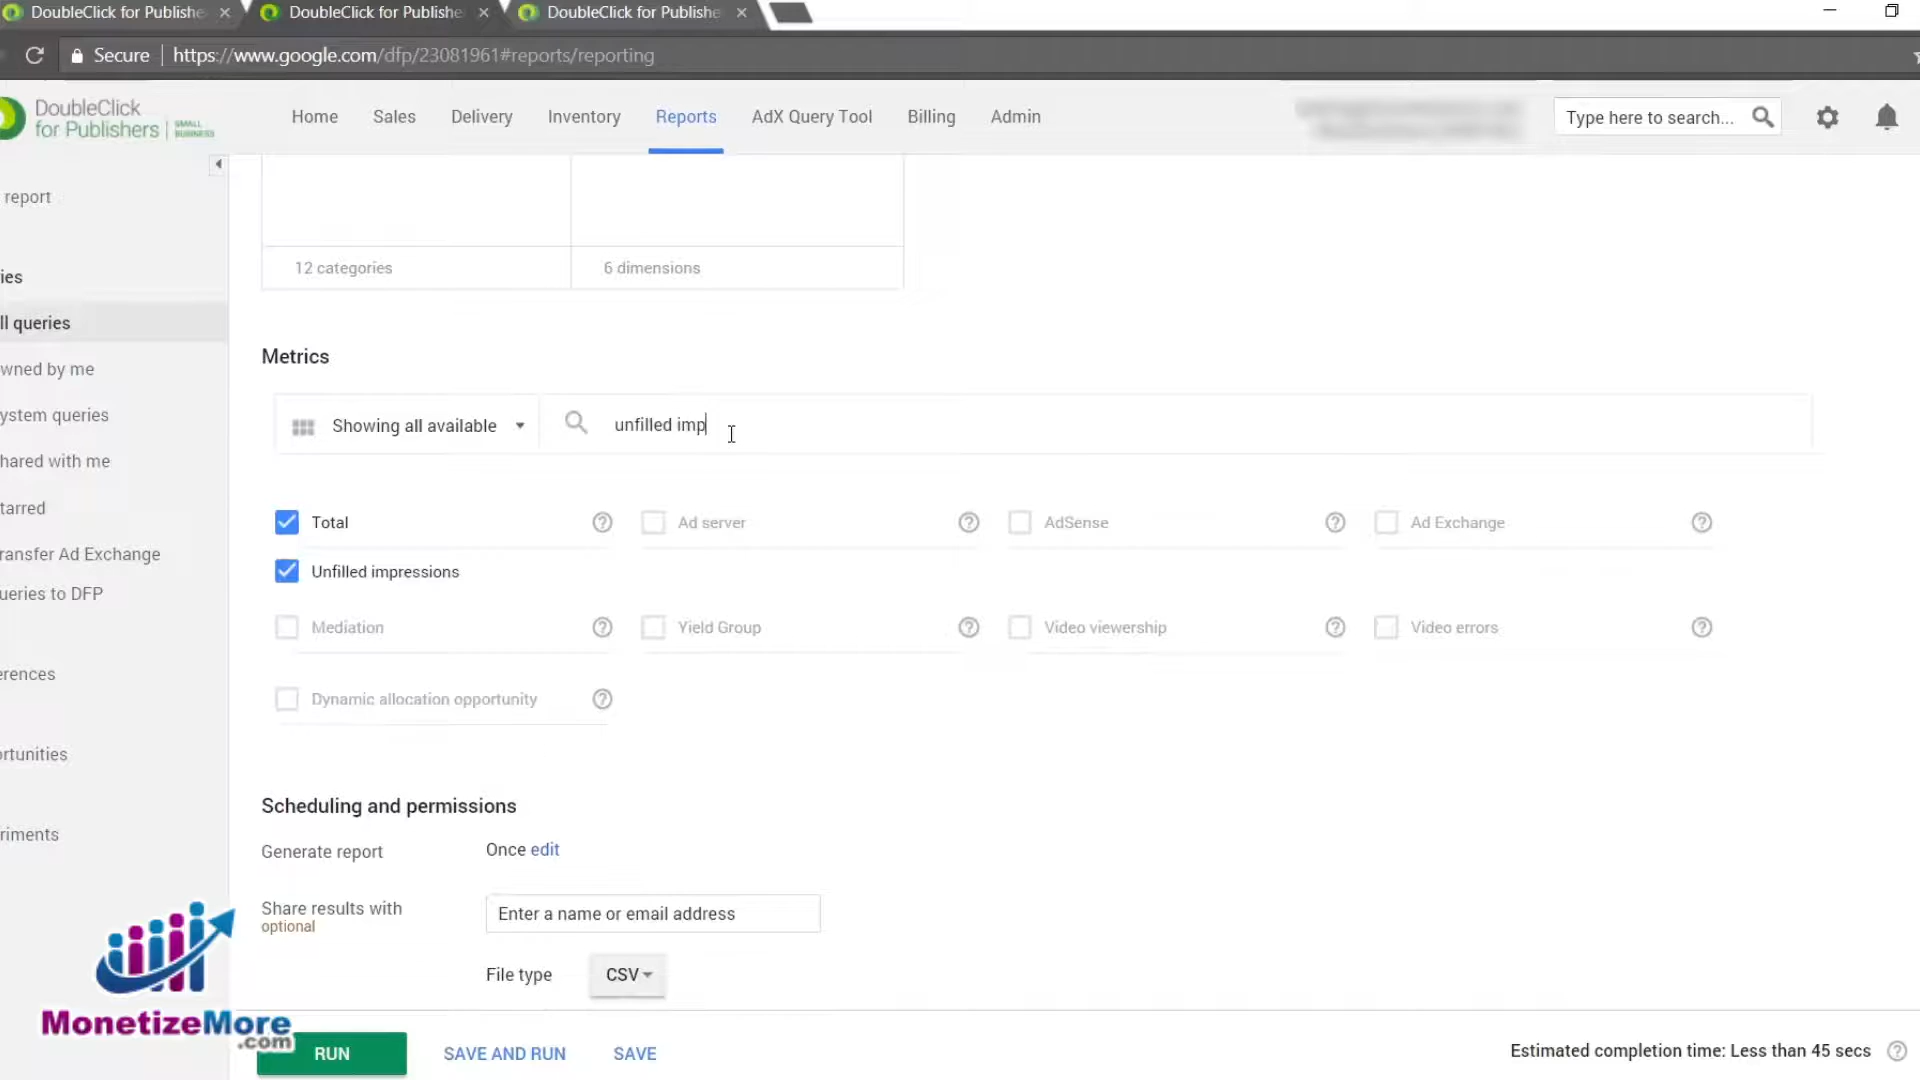 DoubleClick for Publishe
DoubleClick for Publishe
DoubleClick for Publishe
Secure
https://www.google.com/dfp/23081961#reports/reporting
DoubleClick
for Publishers
SMALL
BUSINESS
Home
Sales
Delivery
Inventory
Reports
AdX Query Tool
Billing
Admin
Type here to search...
report
ies
ll queries
wned by me
ystem queries
hared with me
tarred
ransfer Ad Exchange
ueries to DFP
erences
ortunities
riments
12 categories
6 dimensions
Metrics
Showing all available
unfilled imp
Total
Ad server
AdSense
Ad Exchange
Unfilled impressions
Mediation
Yield Group
Video viewership
Video errors
Dynamic allocation opportunity
Scheduling and permissions
Generate report
Once edit
Share results with
optional
Enter a name or email address
File type
CSV
MonetizeMore
.com
RUN
SAVE AND RUN
SAVE
Estimated completion time: Less than 45 secs